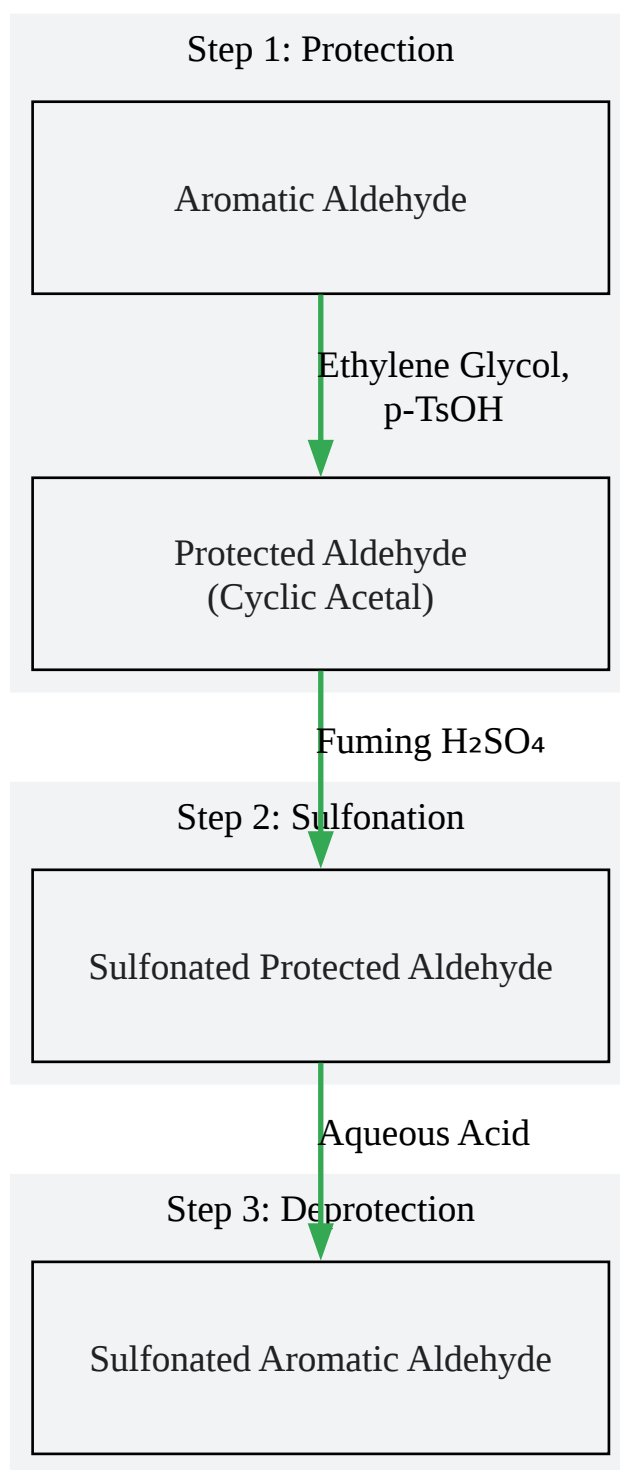 Step 1: Protection
Aromatic Aldehyde
Ethylene Glycol,
p-TsOH
Protected Aldehyde
(Cyclic Acetal)
Fuming H₂SO₄
Step 2: Sulfonation
Sulfonated Protected Aldehyde
Aqueous Acid
Step 3: Deprotection
Sulfonated Aromatic Aldehyde